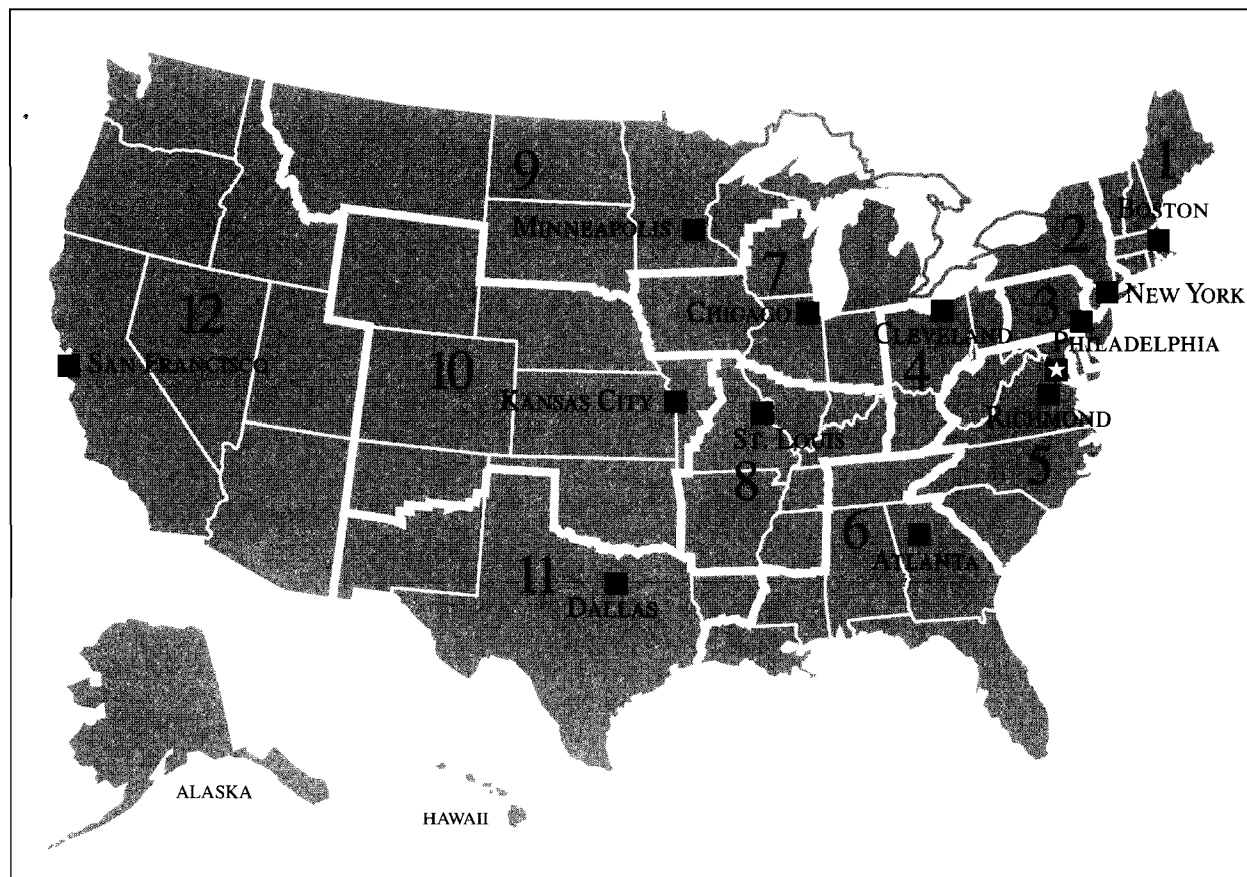 1
BOSTON
2
9
MINNEAPOLIS
7
3
NEW YORK
12
CHICAGO
CLEVELAND
PHILADELPHIA
SAN FRANCISCO
10
4
KANSAS CITY
ST. LOUIS
RICHMOND
8
5
6
ATLANTA
11
DALLAS
ALASKA
HAWAII